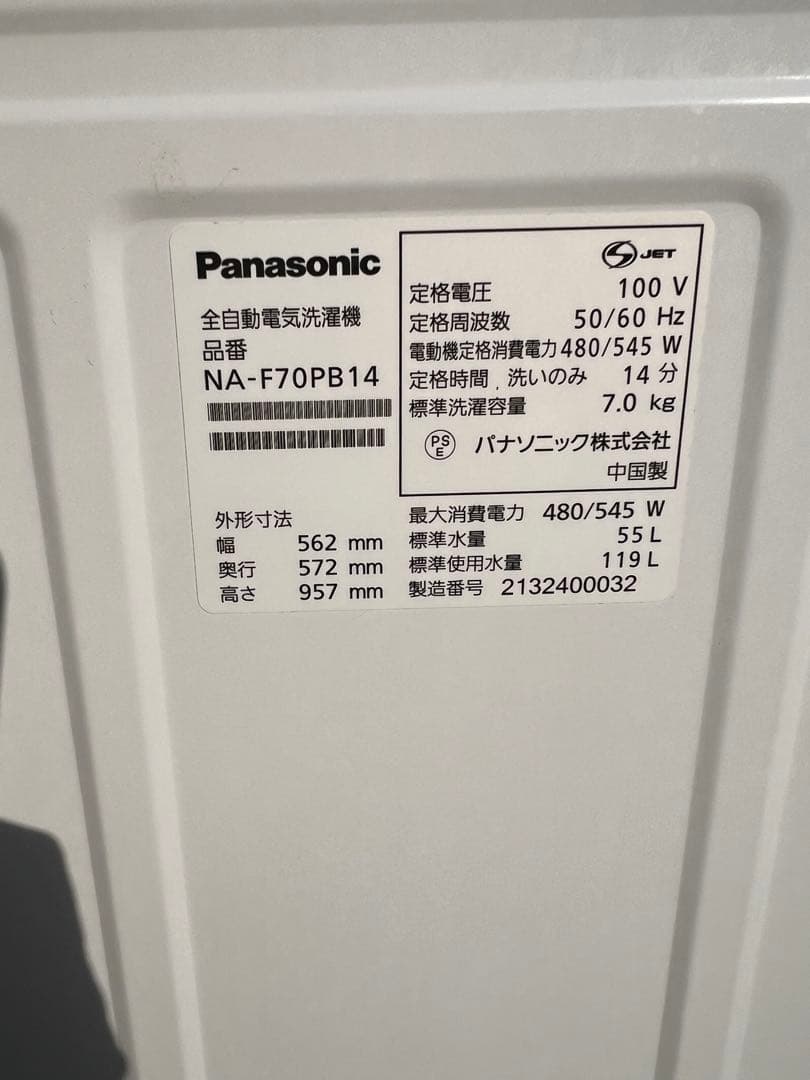 Panasonic
全自動電気洗濯機
品番
NA-F70PB14
外形寸法
幅 562 mm
奥行 572 mm
高さ 957 mm
S JET
定格電圧 100 V
定格周波数 50/60 Hz
電動機定格消費電力 480/545 W
定格時間 洗いのみ 14 分
標準洗濯容量 7.0 kg
PS
E
パナソニック株式会社
中国製
最大消費電力 480/545 W
標準水量 55 L
標準使用水量 119 L
製造番号 2132400032